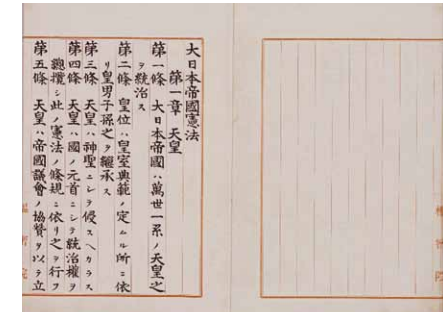 大日本帝國憲法
第一章 天皇
第一條 大日本帝國ハ萬世一系ノ天皇之
ヲ統治ス
第二條 皇位ハ皇室典範ノ定ムル所ニ依
リ皇男子孫之ヲ繼承ス
第三條 天皇ハ神聖ニシテ侵スヘカラス
第四條 天皇ハ國ノ元首ニシテ統治權ヲ
總攬シ此ノ憲法ノ條規ニ依リ之ヲ行フ
第五條 天皇ハ帝國議會ノ協贊ヲ以テ立